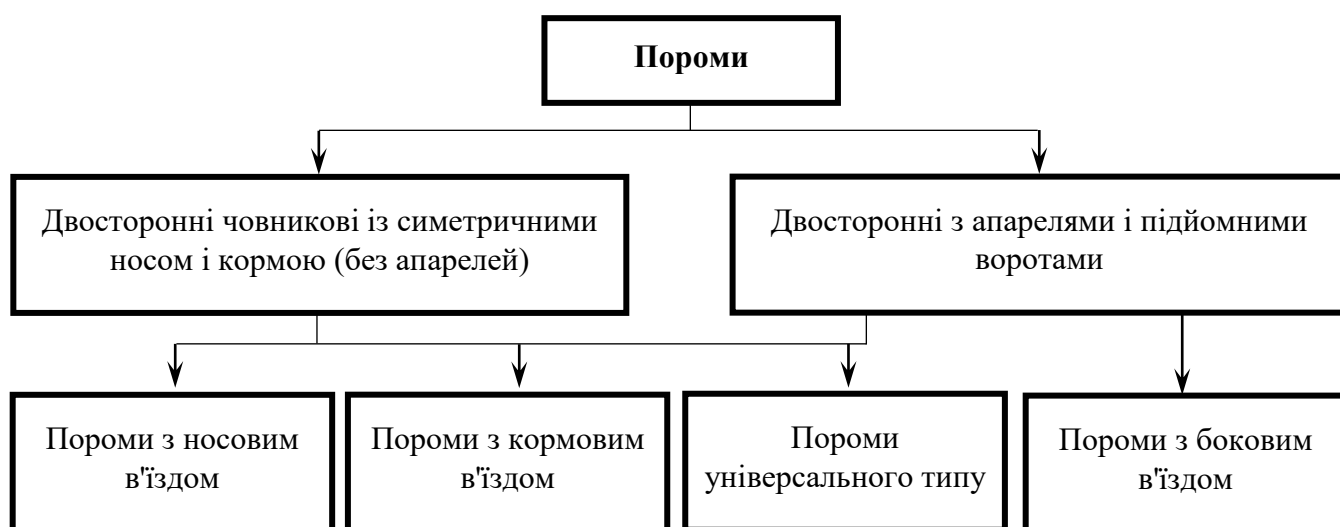 Пороми
Двосторонні човникові із симетричними
носом і кормою (без апарелей)
Двосторонні з апарелями і підйомними
воротами
Пороми з носовим
в'їздом
Пороми з кормовим
в'їздом
Пороми
універсального типу
Пороми з боковим
в'їздом